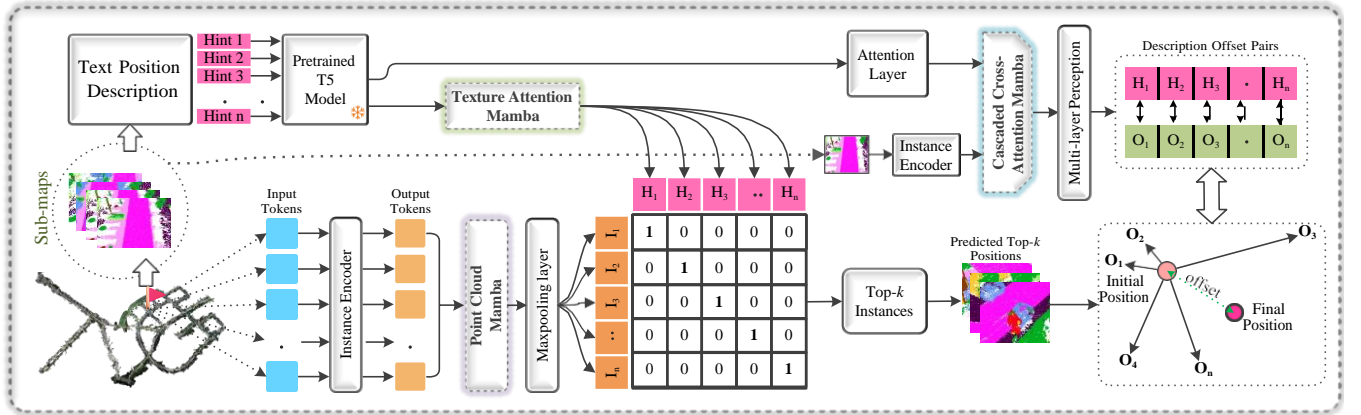 Text Position
Description
Hint 1
Hint 2
Hint 3
.
Hint n
Pretrained
T5
Model
Texture Attention
Mamba
Attention
Layer
Instance
Encoder
Cascaded Cross-
Attention Mamba
Multi-layer Perception
Description Offset Pairs
H1 H2 H3 . Hn
O1 O2 O3 . On
Sub-maps
Input
Tokens
Output
Tokens
Instance Encoder
.
.
Point Cloud
Mamba
Maxpooling layer
H1 H2 H3 .. Hn
I1 1 0 0 0 0
I2 0 1 0 0 0
I3 0 0 1 0 0
: 0 0 0 1 0
In 0 0 0 0 1
Top-k
Instances
Predicted Top-k
Positions
O1
O2
O3
O4
On
Initial
Position
offset
Final
Position